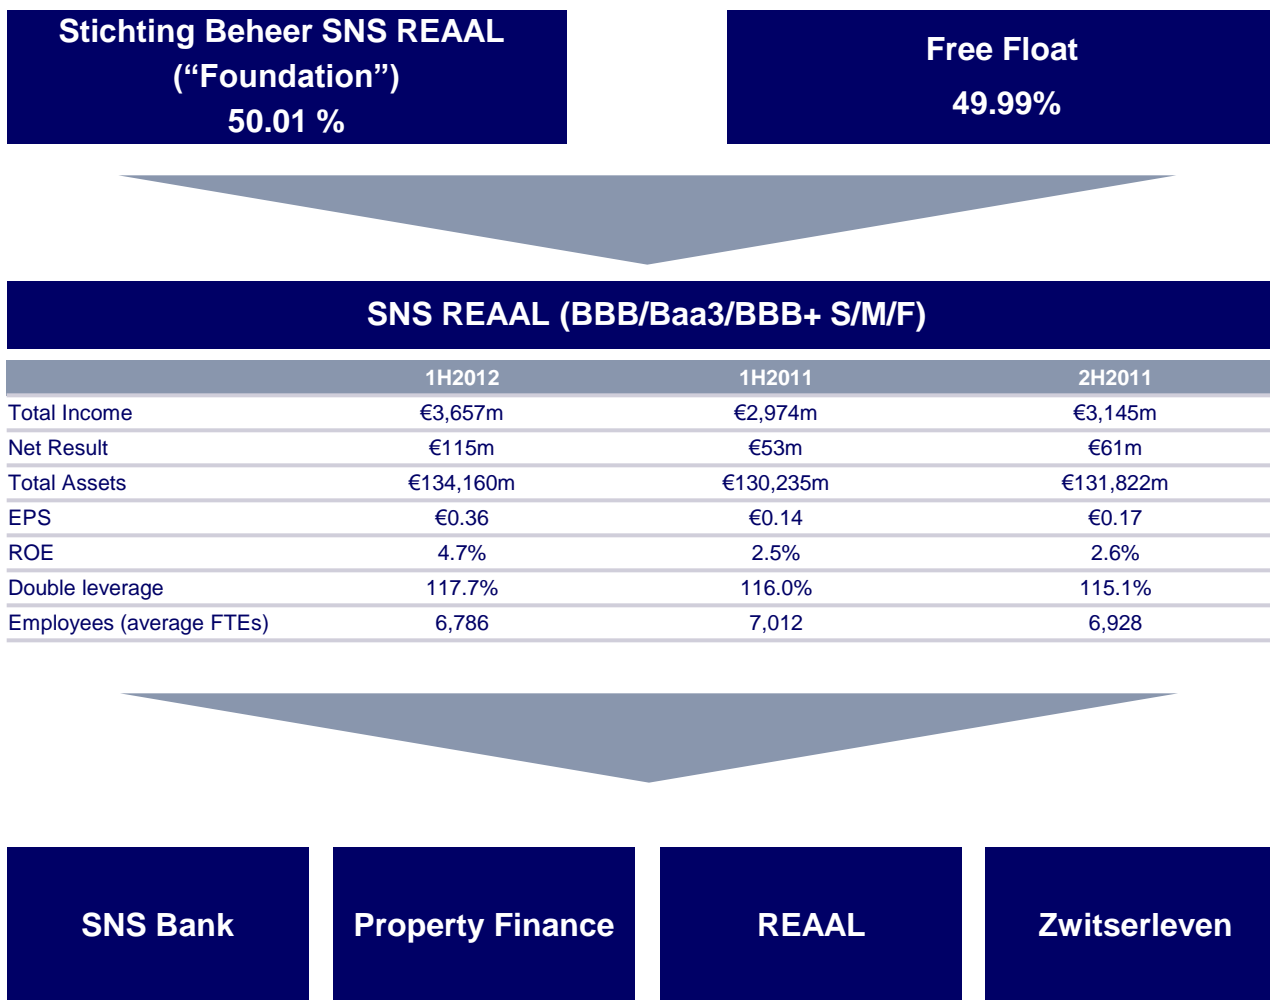 Stichting Beheer SNS REAAL
(“Foundation”)
50.01 %
Free Float
49.99%
SNS REAAL (BBB/Baa3/BBB+ S/M/F)
1H2012 1H2011 2H2011
Total Income €3,657m €2,974m €3,145m
Net Result €115m €53m €61m
Total Assets €134,160m €130,235m €131,822m
EPS €0.36 €0.14 €0.17
ROE 4.7% 2.5% 2.6%
Double leverage 117.7% 116.0% 115.1%
Employees (average FTEs) 6,786 7,012 6,928
SNS Bank
Property Finance
REAAL
Zwitserleven